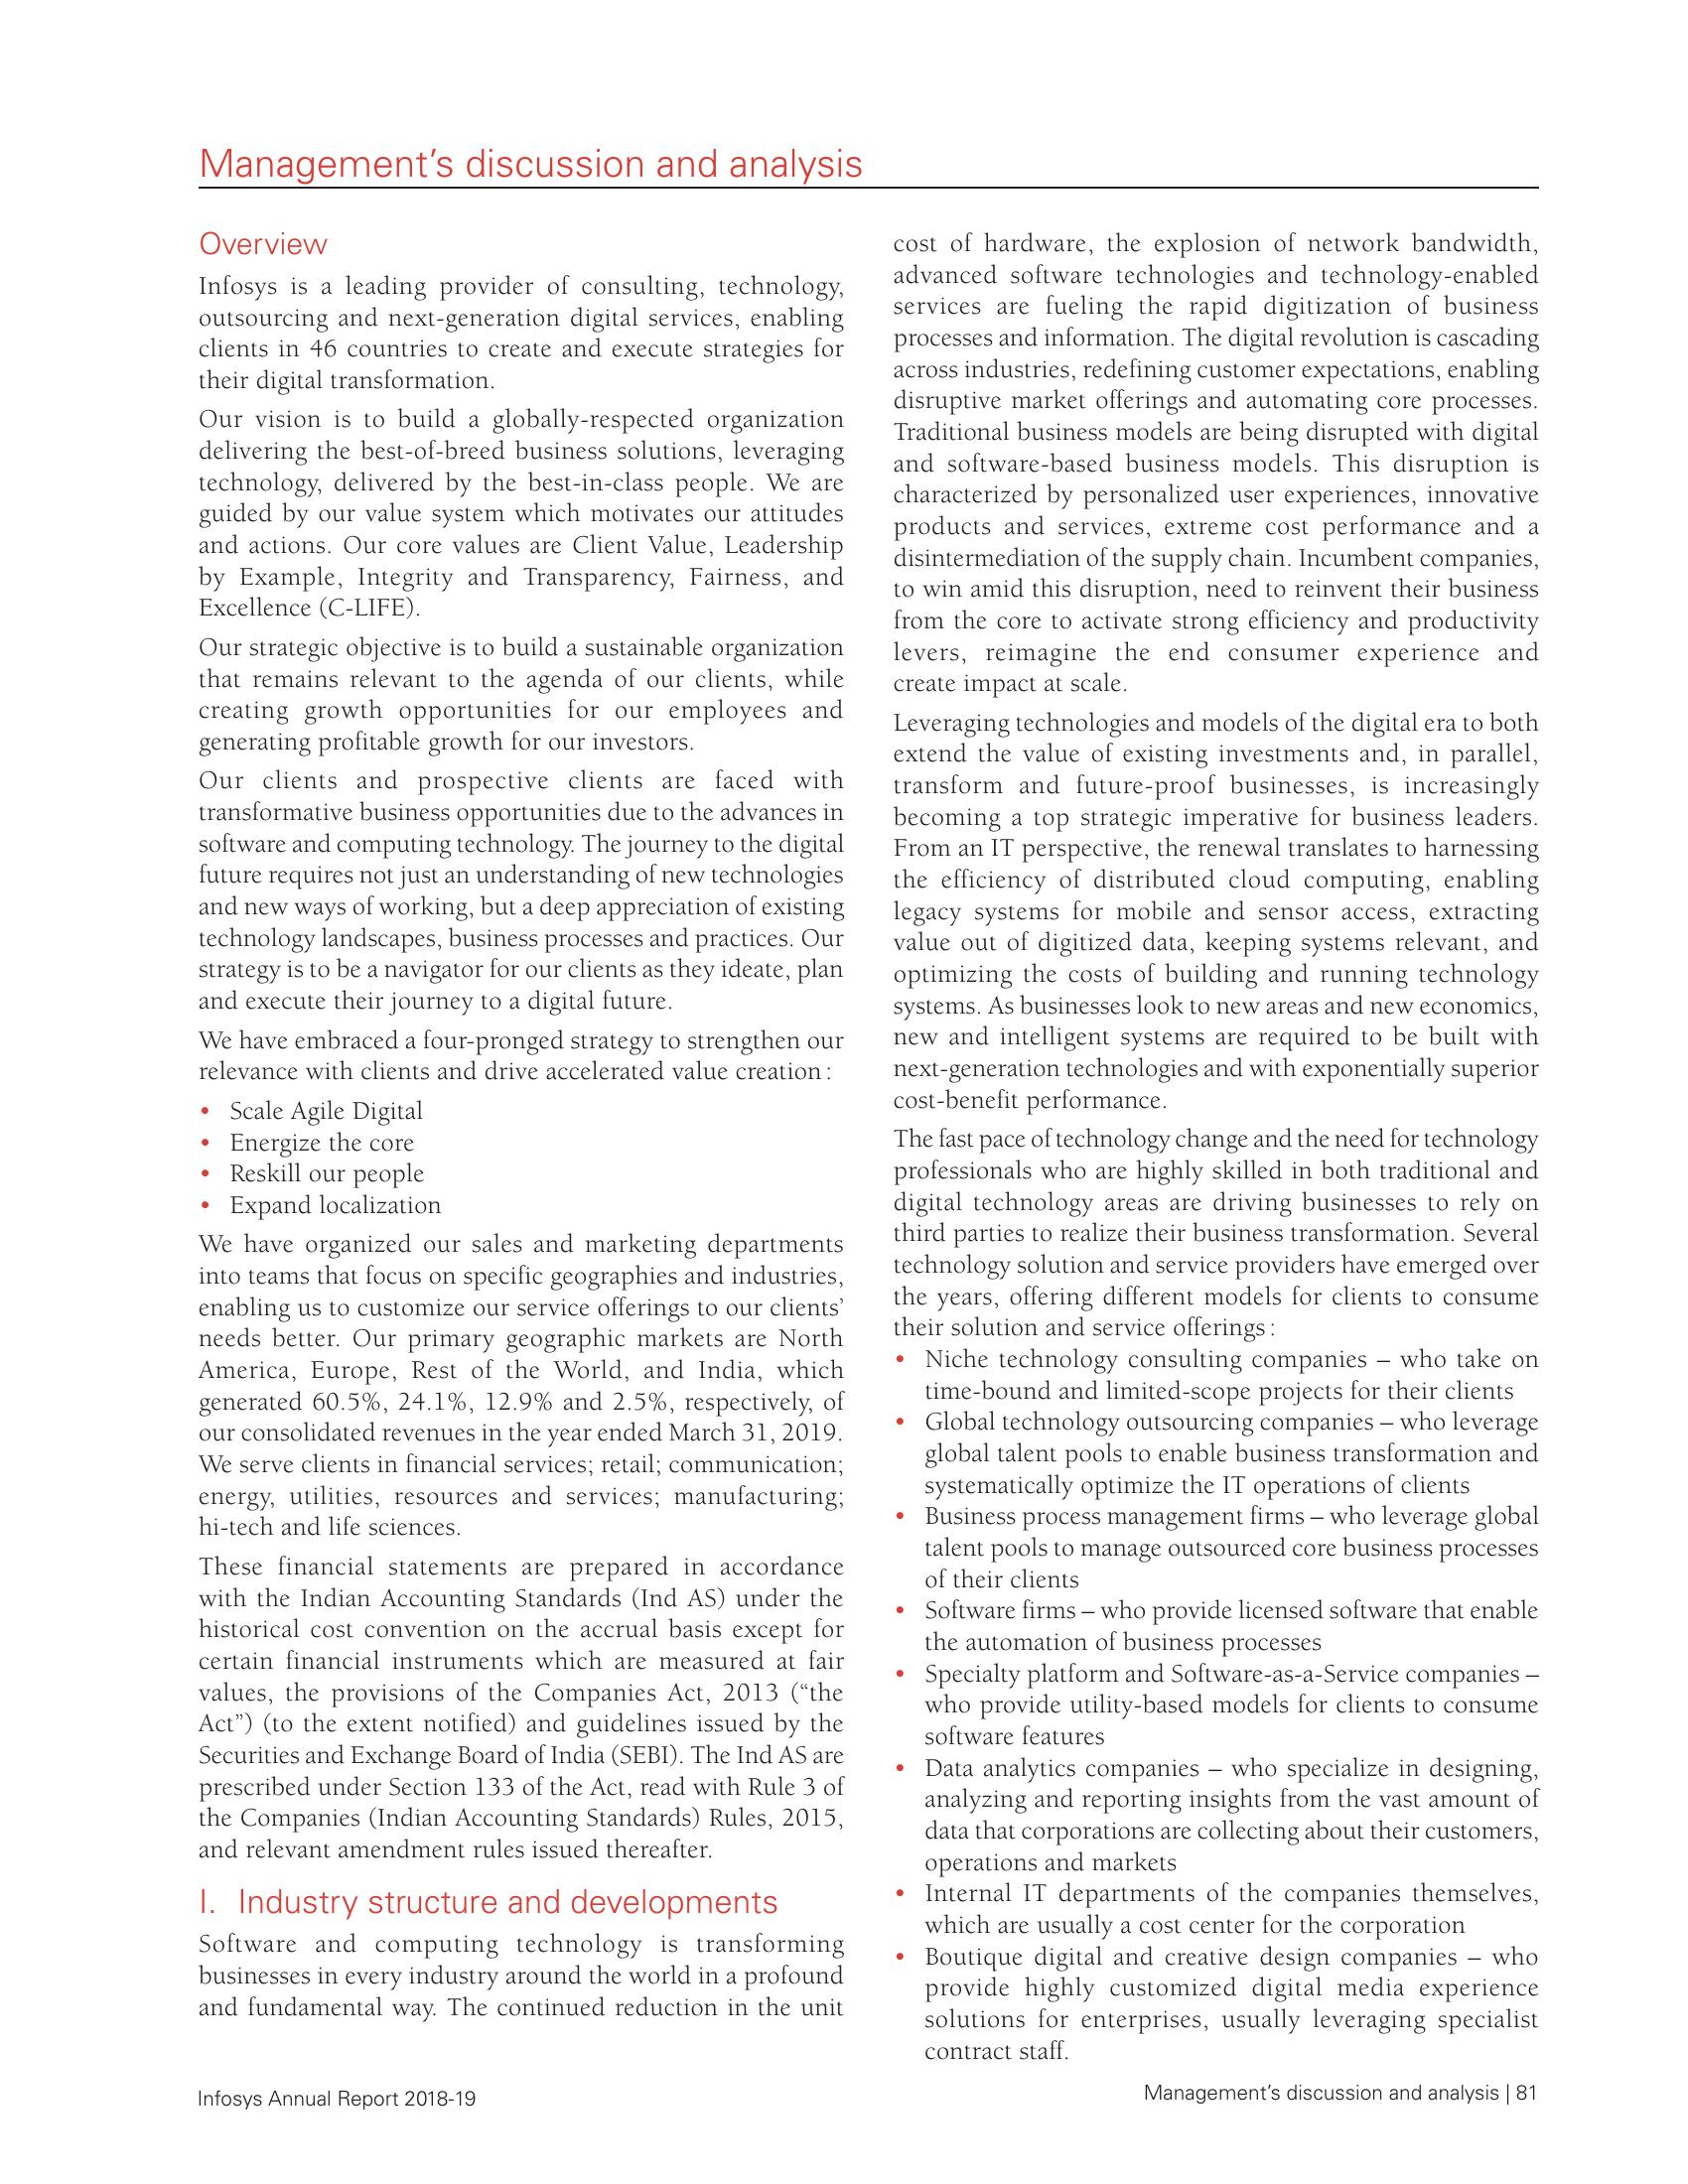 Management’s discussion and analysis
Overview
Infosys is a leading provider of consulting, technology,
outsourcing and next-generation digital services, enabling
clients in 46 countries to create and execute strategies for
their digital transformation.
Our vision is to build a globally-respected organization
delivering the best-of-breed business solutions, leveraging
technology, delivered by the best-in-class people. We are
guided by our value system which motivates our attitudes
and actions. Our core values are Client Value, Leadership
by Example, Integrity and Transparency, Fairness, and
Excellence (C-LIFE).
Our strategic objective is to build a sustainable organization
that remains relevant to the agenda of our clients, while
creating growth opportunities for our employees and
generating profitable growth for our investors.
Our clients and prospective clients are faced with
transformative business opportunities due to the advances in
software and computing technology. The journey to the digital
future requires not just an understanding of new technologies
and new ways of working, but a deep appreciation of existing
technology landscapes, business processes and practices. Our
strategy is to be a navigator for our clients as they ideate, plan
and execute their journey to a digital future.
We have embraced a four-pronged strategy to strengthen our
relevance with clients and drive accelerated value creation:
• Scale Agile Digital
• Energize the core
• Reskill our people
• Expand localization
We have organized our sales and marketing departments
into teams that focus on specific geographies and industries,
enabling us to customize our service offerings to our clients’
needs better. Our primary geographic markets are North
America, Europe, Rest of the World, and India, which
generated 60.5%, 24.1%, 12.9% and 2.5%, respectively, of
our consolidated revenues in the year ended March 31, 2019.
We serve clients in financial services; retail; communication;
energy, utilities, resources and services; manufacturing;
hi-tech and life sciences.
These financial statements are prepared in accordance
with the Indian Accounting Standards (Ind AS) under the
historical cost convention on the accrual basis except for
certain financial instruments which are measured at fair
values, the provisions of the Companies Act, 2013 (“the
Act”) (to the extent notified) and guidelines issued by the
Securities and Exchange Board of India (SEBI). The Ind AS are
prescribed under Section 133 of the Act, read with Rule 3 of
the Companies (Indian Accounting Standards) Rules, 2015,
and relevant amendment rules issued thereafter.
I. Industry structure and developments
Software and computing technology is transforming
businesses in every industry around the world in a profound
and fundamental way. The continued reduction in the unit
cost of hardware, the explosion of network bandwidth,
advanced software technologies and technology-enabled
services are fueling the rapid digitization of business
processes and information. The digital revolution is cascading
across industries, redefining customer expectations, enabling
disruptive market offerings and automating core processes.
Traditional business models are being disrupted with digital
and software-based business models. This disruption is
characterized by personalized user experiences, innovative
products and services, extreme cost performance and a
disintermediation of the supply chain. Incumbent companies,
to win amid this disruption, need to reinvent their business
from the core to activate strong efficiency and productivity
levers, reimagine the end consumer experience and
create impact at scale.
Leveraging technologies and models of the digital era to both
extend the value of existing investments and, in parallel,
transform and future-proof businesses, is increasingly
becoming a top strategic imperative for business leaders.
From an IT perspective, the renewal translates to harnessing
the efficiency of distributed cloud computing, enabling
legacy systems for mobile and sensor access, extracting
value out of digitized data, keeping systems relevant, and
optimizing the costs of building and running technology
systems. As businesses look to new areas and new economics,
new and intelligent systems are required to be built with
next-generation technologies and with exponentially superior
cost-benefit performance.
The fast pace of technology change and the need for technology
professionals who are highly skilled in both traditional and
digital technology areas are driving businesses to rely on
third parties to realize their business transformation. Several
technology solution and service providers have emerged over
the years, offering different models for clients to consume
their solution and service offerings:
• Niche technology consulting companies – who take on
time-bound and limited-scope projects for their clients
• Global technology outsourcing companies – who leverage
global talent pools to enable business transformation and
systematically optimize the IT operations of clients
• Business process management firms – who leverage global
talent pools to manage outsourced core business processes
of their clients
• Software firms – who provide licensed software that enable
the automation of business processes
• Specialty platform and Software-as-a-Service companies –
who provide utility-based models for clients to consume
software features
• Data analytics companies – who specialize in designing,
analyzing and reporting insights from the vast amount of
data that corporations are collecting about their customers,
operations and markets
• Internal IT departments of the companies themselves,
which are usually a cost center for the corporation
• Boutique digital and creative design companies – who
provide highly customized digital media experience
solutions for enterprises, usually leveraging specialist
contract staff.
Infosys Annual Report 2018-19
Management’s discussion and analysis | 81